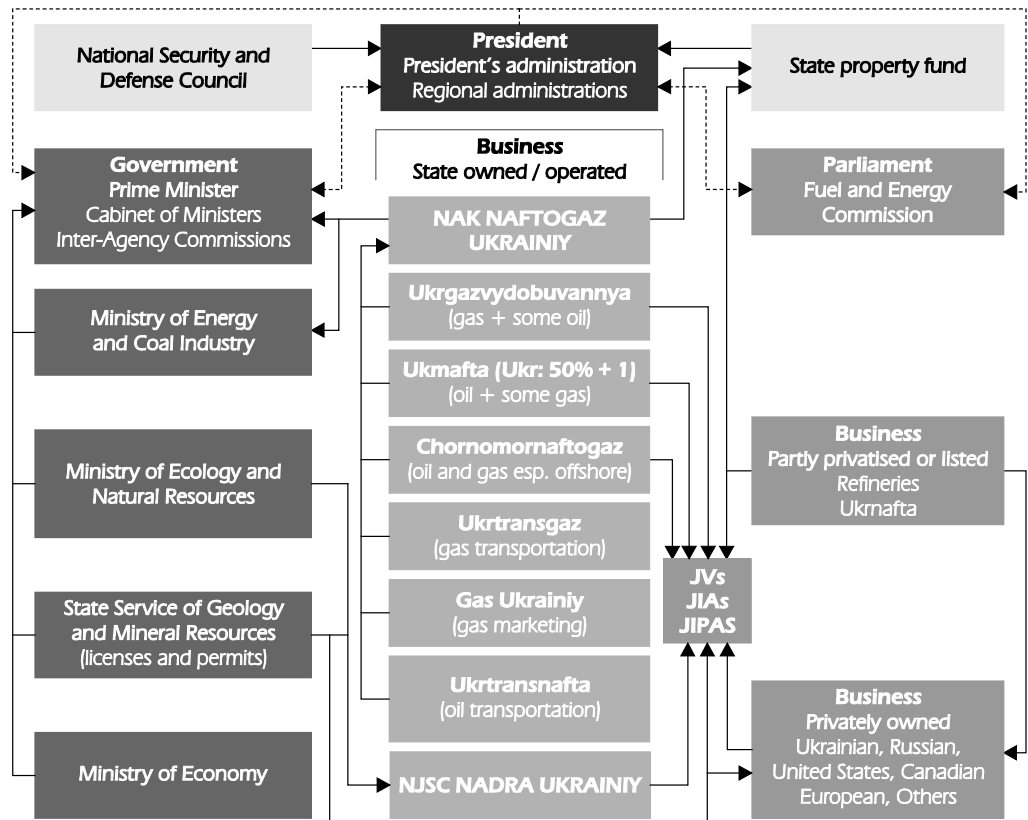 National Security and
Defense Council
President
President´s administration
Regional administrations
State property fund
Government
Prime Minister
Cabinet of Ministers
Inter-Agency Commissions
Business
State owned / operated
Parliament
Fuel and Energy
Commission
NAK NAFTOGAZ
UKRAINIY
Ministry of Energy
and Coal Industry
Ukrgazvydobuvannya
(gas + some oil)
Ukmafta (Ukr: 50% + 1)
(oil + some gas)
Ministry of Ecology and
Natural Resources
Chornomornaftogaz
(oil and gas esp. offshore)
Business
Partly privatised or listed
Refineries
Ukrnafta
Ukrtransgaz
(gas transportation)
JVs
JIAs
JIPAS
State Service of Geology
and Mineral Resources
(licenses and permits)
Gas Ukrainiy
(gas marketing)
Ukrtransnafta
(oil transportation)
Business
Privately owned
Ukrainian, Russian,
United States, Canadian
European, Others
Ministry of Economy
NJSC NADRA UKRAINIY